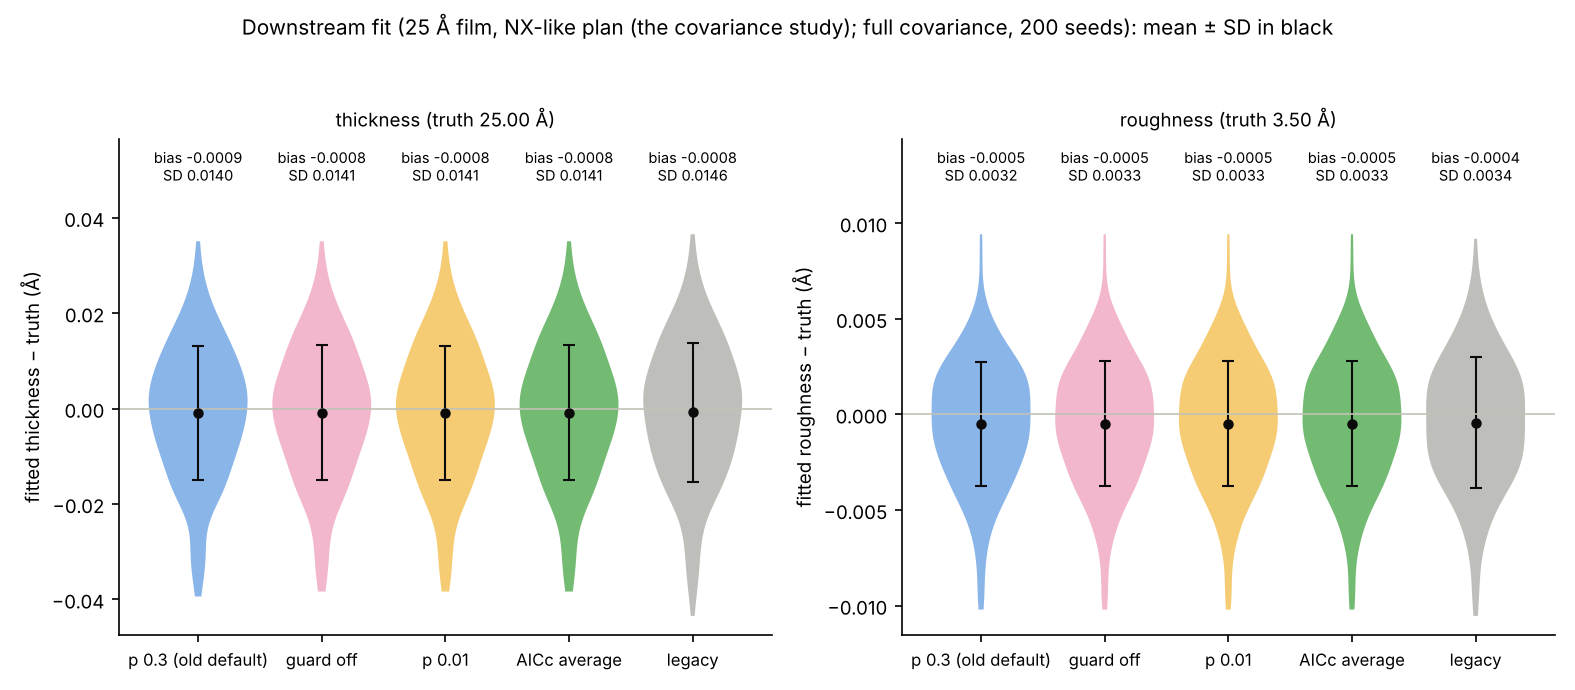 Downstream fit (25 Å film, NX-like plan (the covariance study); full covariance, 200 seeds): mean ± SD in black
thickness (truth 25.00 Å)
bias -0.0009 bias -0.0008 bias -0.0008 bias -0.0008 bias -0.0008
SD 0.0140 SD 0.0141 SD 0.0141 SD 0.0141 SD 0.0146
fitted thickness − truth (Å)
0.04
0.02
0.00
−0.02
−0.04
p 0.3 (old default) guard off p 0.01 AICc average legacy
roughness (truth 3.50 Å)
bias -0.0005 bias -0.0005 bias -0.0005 bias -0.0005 bias -0.0004
SD 0.0032 SD 0.0033 SD 0.0033 SD 0.0033 SD 0.0034
fitted roughness − truth (Å)
0.010
0.005
0.000
−0.005
−0.010
p 0.3 (old default) guard off p 0.01 AICc average legacy